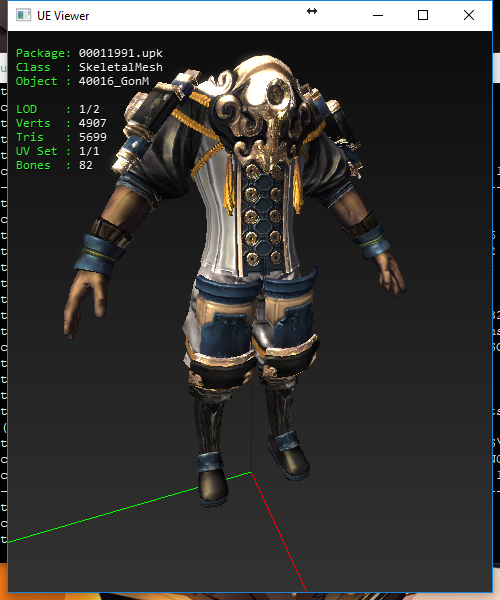 UE Viewer
Package: 00011991.upk
Class : SkeletalMesh
Object : 40016_GonM
LOD : 1/2
Verts : 4907
Tris : 5699
UV Set : 1/1
Bones : 82